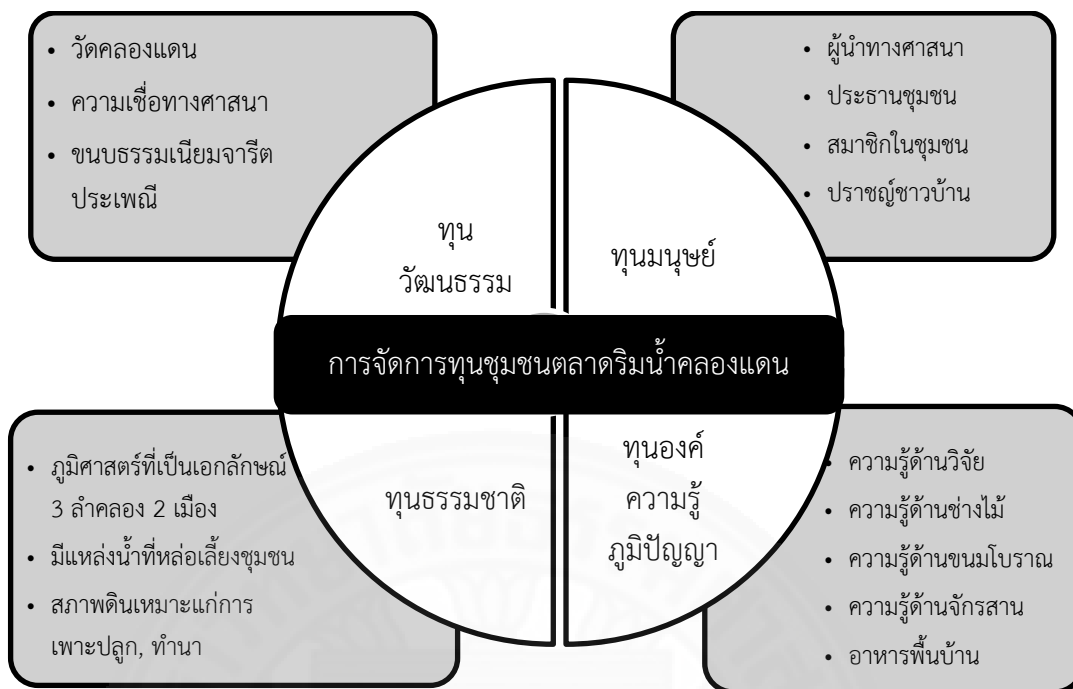 • วัดคลองแดน
• ความเชื่อทางศาสนา
• ขนบธรรมเนียมจารีต
ประเพณี
• ผู้นำทางศาสนา
• ประธานชุมชน
• สมาชิกในชุมชน
• ปราชญ์ชาวบ้าน
ทุน
วัฒนธรรม
ทุนมนุษย์
การจัดการทุนชุมชนตลาดริมน้ำคลองแดน
• ภูมิศาสตร์ที่เป็นเอกลักษณ์
3 ลำคลอง 2 เมือง
• มีแหล่งน้ำที่หล่อเลี้ยงชุมชน
• สภาพดินเหมาะแก่การ
เพาะปลูก, ทำนา
ทุนธรรมชาติ
ทุนองค์
ความรู้
ภูมิปัญญา
• ความรู้ด้านวิจัย
• ความรู้ด้านช่างไม้
• ความรู้ด้านขนมโบราณ
• ความรู้ด้านจักรสาน
• อาหารพื้นบ้าน